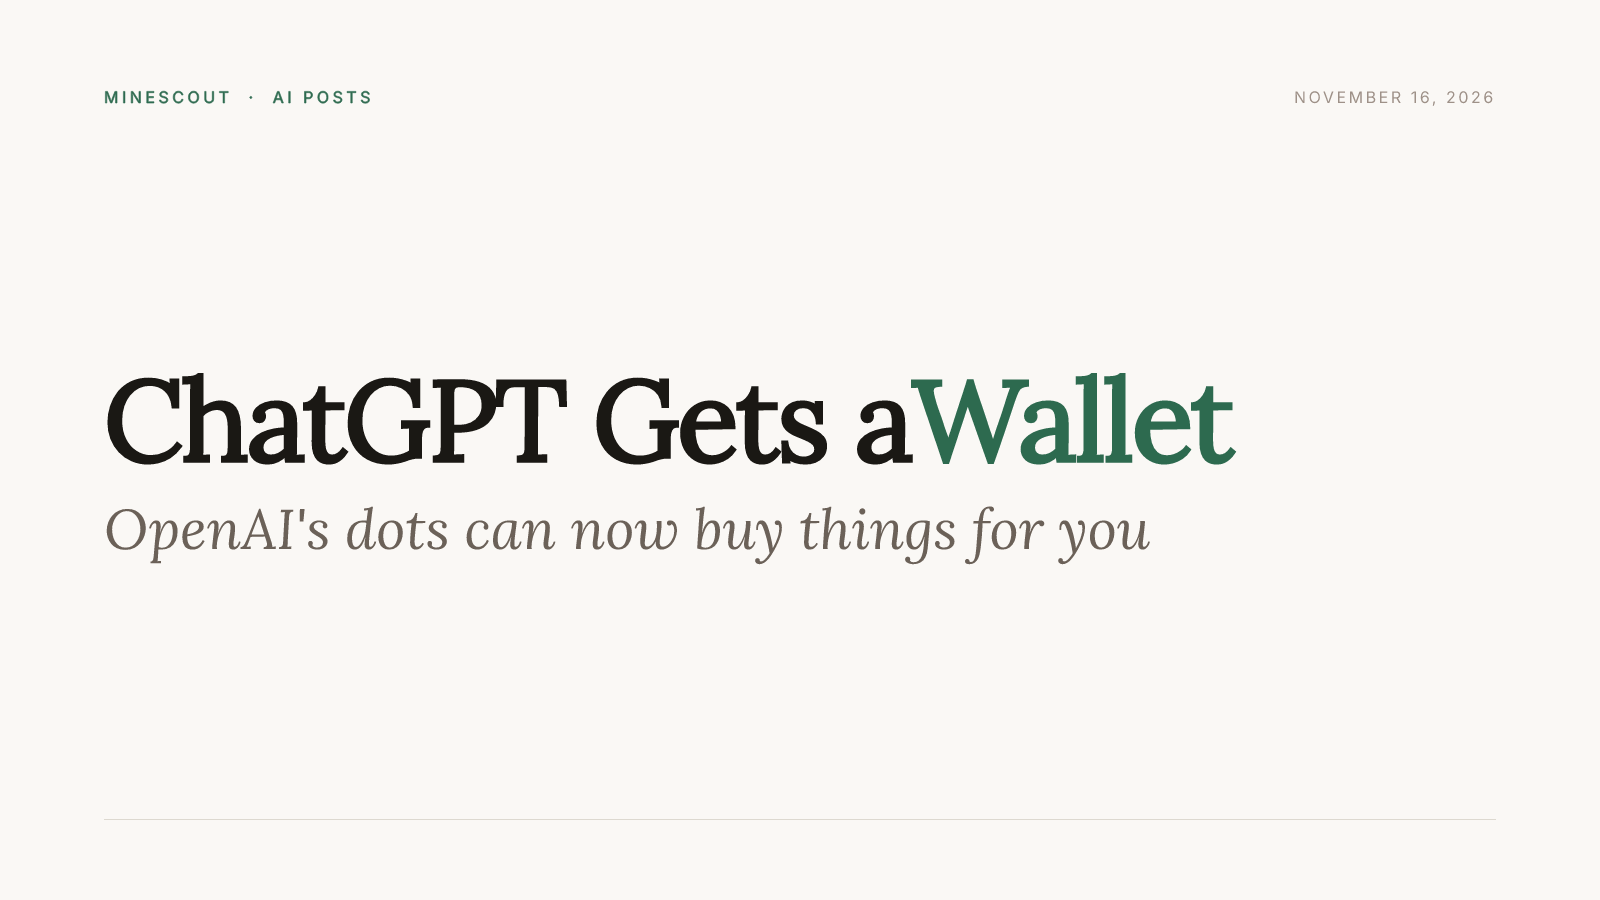 MINESCOUT · AI POSTS
NOVEMBER 16, 2026
ChatGPT Gets aWallet
OpenAI's dots can now buy things for you